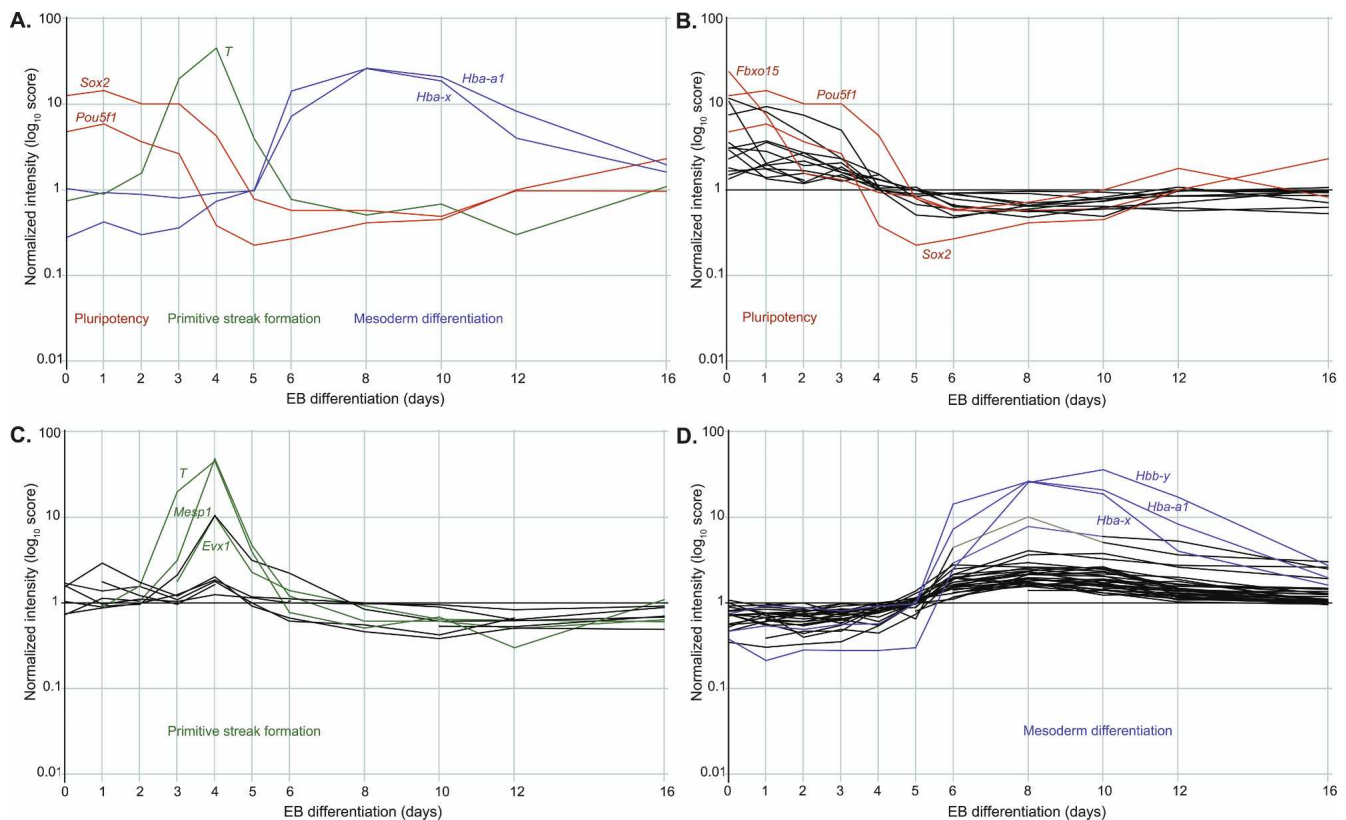 A.
Normalized intensity (log10 score)
100
10
1
0.1
0.01
Sox2
Pou5f1
T
Hba-a1
Hba-x
Pluripotency Primitive streak formation Mesoderm differentiation
0 1 2 3 4 5 6 8 10 12 16
EB differentiation (days)
B.
Normalized intensity (log10 score)
100
10
1
0.1
0.01
Fbxo15
Pou5f1
Sox2
Pluripotency
0 1 2 3 4 5 6 8 10 12 16
EB differentiation (days)
C.
Normalized intensity (log10 score)
100
10
1
0.1
0.01
T
Mesp1
Evx1
Primitive streak formation
0 1 2 3 4 5 6 8 10 12 16
EB differentiation (days)
D.
Normalized intensity (log10 score)
100
10
1
0.1
0.01
Hbb-y
Hba-a1
Hba-x
Mesoderm differentiation
0 1 2 3 4 5 6 8 10 12 16
EB differentiation (days)